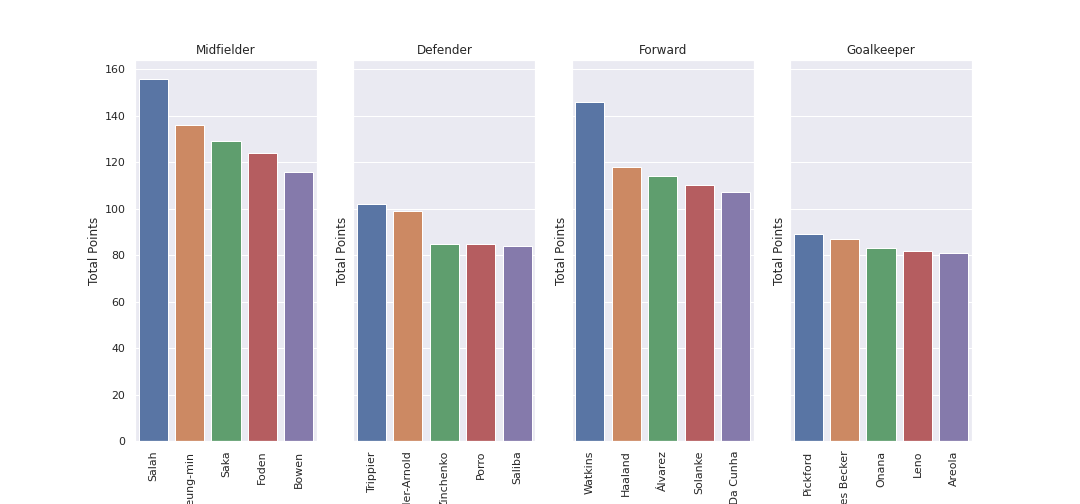 Midfielder
Defender
Forward
Goalkeeper
Total Points
160
140
120
100
80
60
40
20
0
Total Points
Total Points
Total Points
Salah
eung-min
Saka
Foden
Bowen
Trippier
er-Arnold
Zinchenko
Porro
Saliba
Watkins
Haaland
Álvarez
Solanke
Da Cunha
Pickford
es Becker
Onana
Leno
Areola